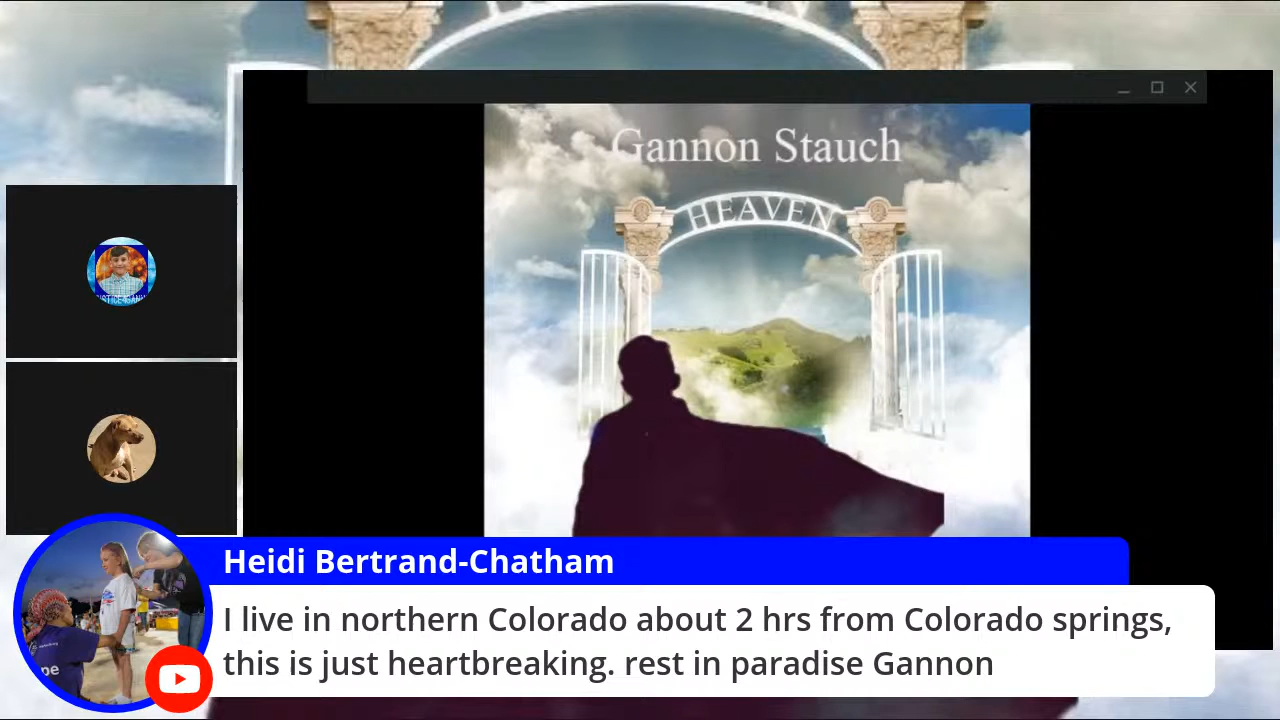 Gannon Stauch
HEAVEN
Heidi Bertrand-Chatham
I live in northern Colorado about 2 hrs from Colorado springs,
this is just heartbreaking. rest in paradise Gannon